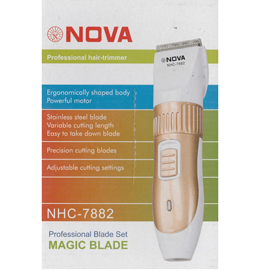 NOVA
Professional hair-trimmer
NOVA
NHC-7882
Ergonomically shaped body
Powerful motor
Stainless steel blade
Variable cutting length
Easy to take down blade
Precision cutting blades
Adjustable cutting settings
NHC-7882
Professional Blade Set
MAGIC BLADE